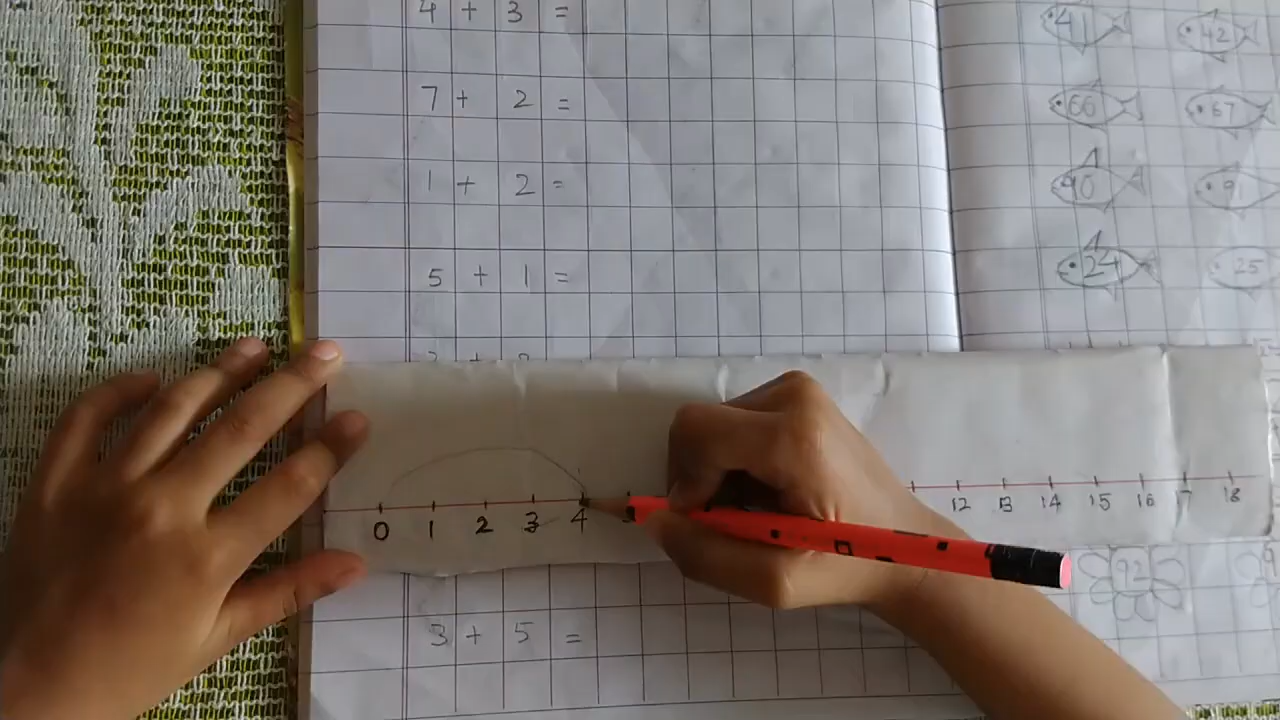 4 + 3 =
7 + 2 =
1 + 2 =
5 + 1 =
0 1 2 3 4 12 13 14 15 16 17 18
3 + 5 =
41 42
66 67
90 91
24 25
92